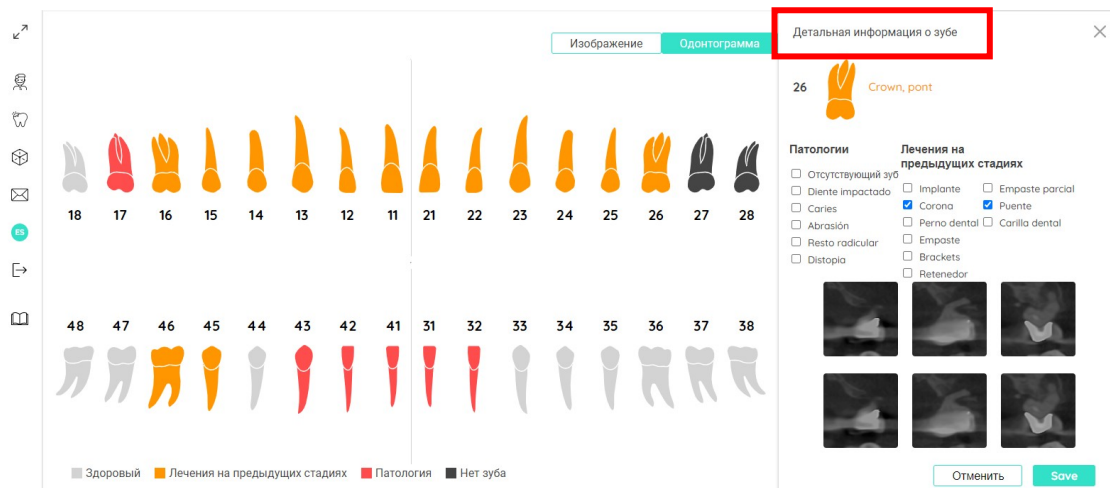 Изображение Одонтограмма
Детальная информация о зубе
26 Crown, pont
18 17 16 15 14 13 12 11 21 22 23 24 25 26 27 28
48 47 46 45 44 43 42 41 31 32 33 34 35 36 37 38
Здоровый Лечения на предыдущих стадиях Патология Нет зуба
ES
Патологии
Отсутствующий зуб
Diente impactado
Caries
Abrasión
Resto radicular
Distopia
Лечения на
предыдущих стадиях
Implante Empaste parcial
Corona Puente
Perno dental Carilla dental
Empaste
Brackets
Retenedor
Отменить Save